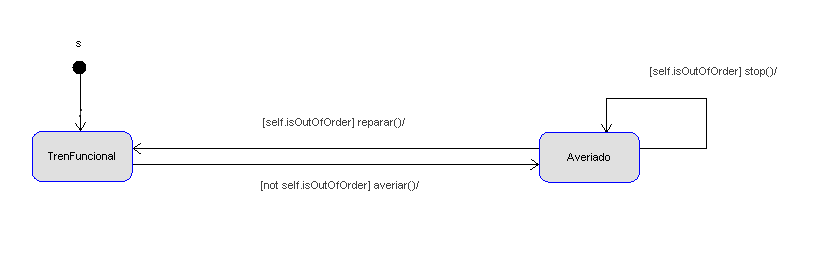 s
[self.isOutOfOrder] stop()/
[self.isOutOfOrder] reparar()/
TrenFuncional
Averiado
[not self.isOutOfOrder] averiar()/